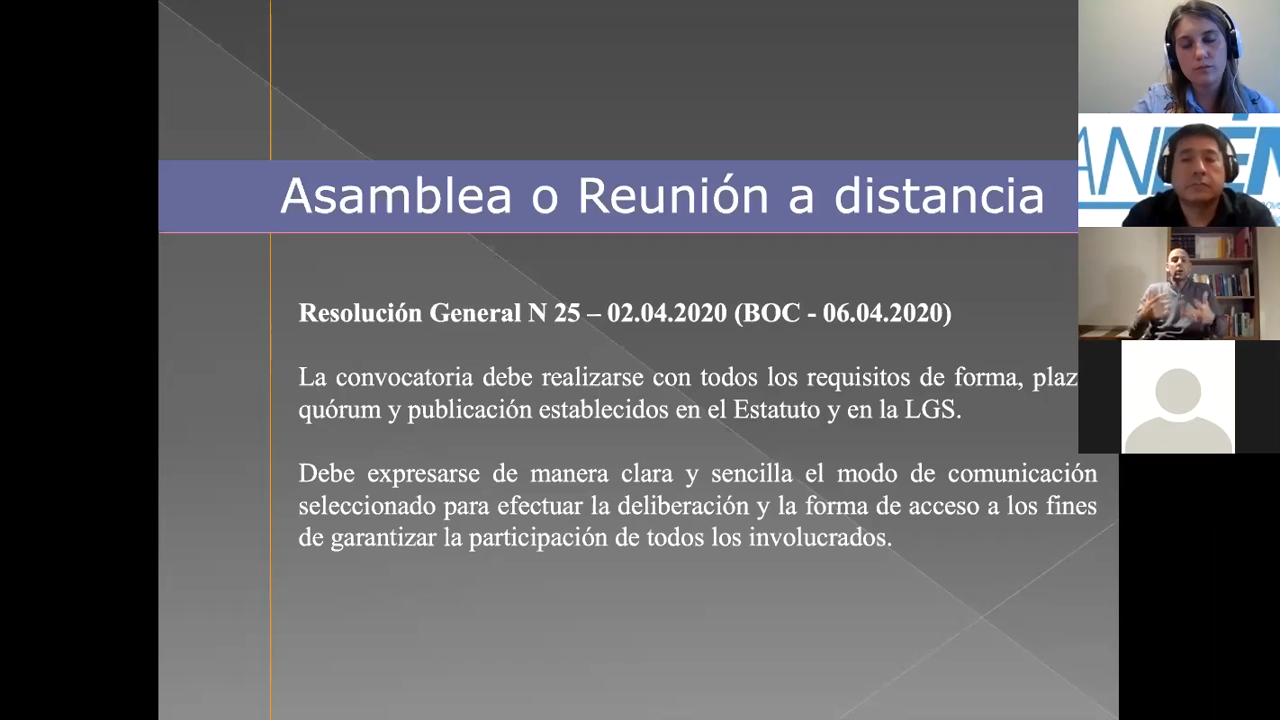 Asamblea o Reunión a distancia
Resolución General N 25 – 02.04.2020 (BOC - 06.04.2020)
La convocatoria debe realizarse con todos los requisitos de forma, plaz
quórum y publicación establecidos en el Estatuto y en la LGS.
Debe expresarse de manera clara y sencilla el modo de comunicación
seleccionado para efectuar la deliberación y la forma de acceso a los fines
de garantizar la participación de todos los involucrados.